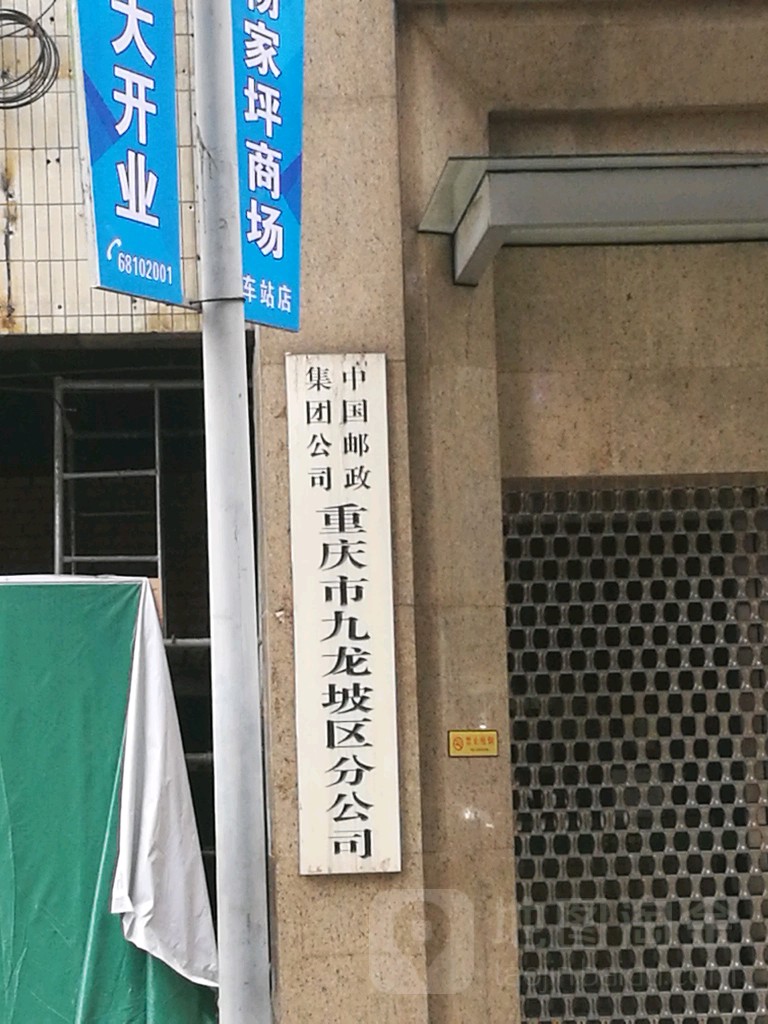 大开业
68102001
家坪商场
车站店
中国邮政
集团公司
重庆市九龙坡区分公司